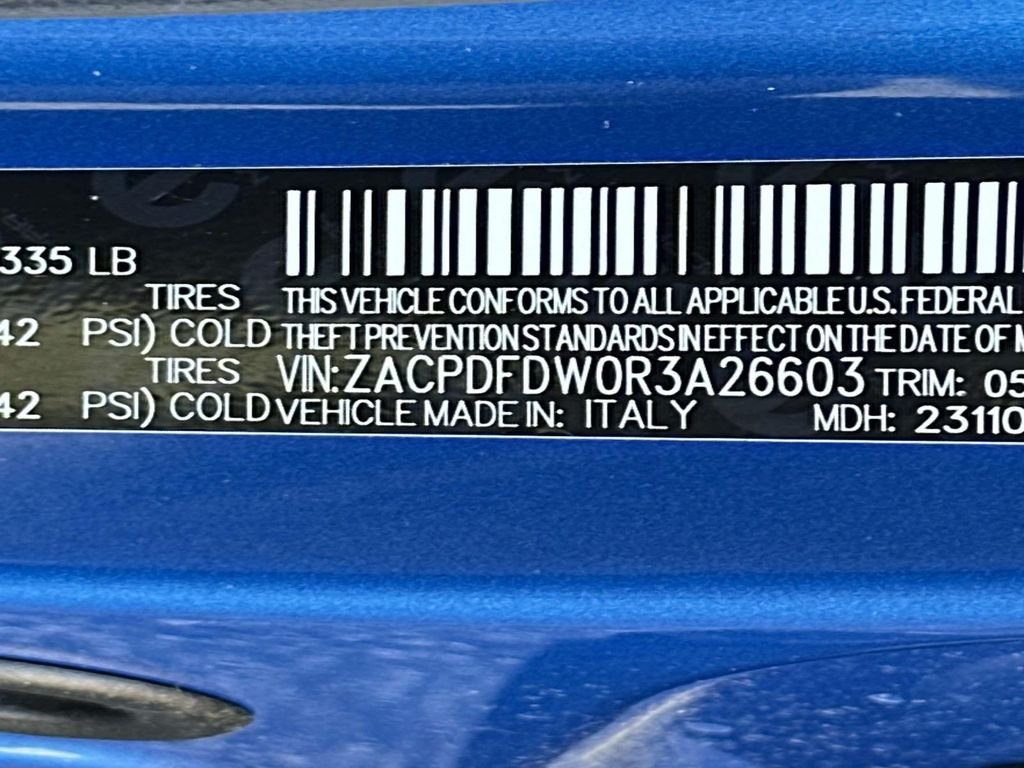 335 LB
THIS VEHICLE CONFORMS TO ALL APPLICABLE U.S. FEDERAL
TIRES
42 PSI) COLD
THEFT PREVENTION STANDARDS IN EFFECT ON THE DATE OF M
TIRES
VIN: ZACPDFDW0R3A26603 TRIM: 05
42 PSI) COLD
VEHICLE MADE IN: ITALY MDH: 23110